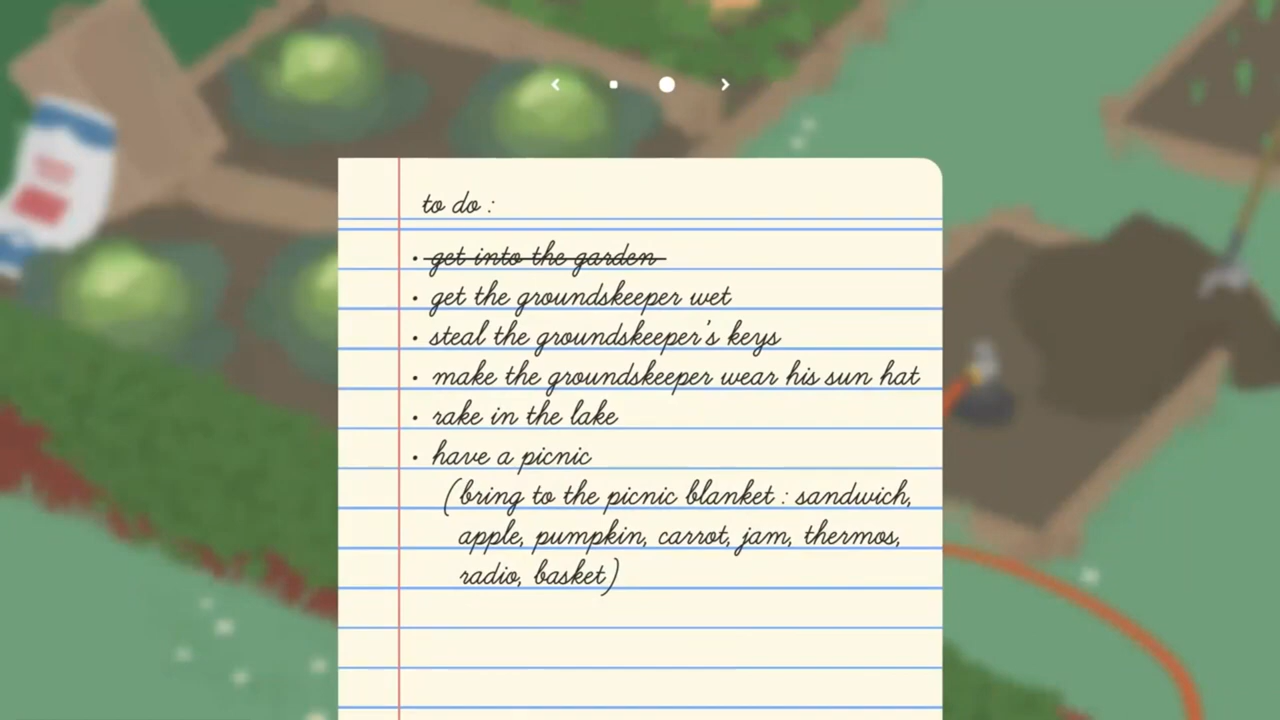 to do :
• get into the garden
• get the groundskeeper wet
• steal the groundskeeper's keys
• make the groundskeeper wear his sun hat
• rake in the lake
• have a picnic
(bring to the picnic blanket : sandwich,
apple, pumpkin, carrot, jam, thermos,
radio, basket)